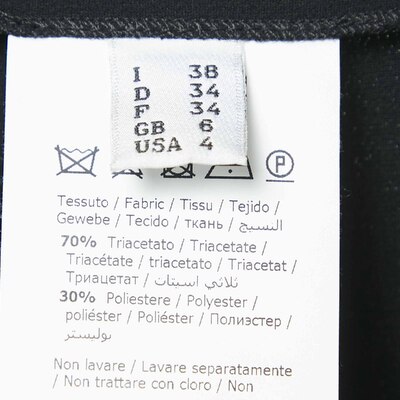 I 38
D 34
F 34
GB 6
USA 4
P
Tessuto / Fabric / Tissu / Tejido /
Gewebe / Tecido / ткань / النسيج /
70% Triacetato / Triacetate /
Triacétate / triacetato / Triacetat /
Триацетат / ثلاثي اسيتات /
30% Poliestere / Polyester /
poliéster / Poliéster / Полиэстер /
بوليستر
Non lavare / Lavare separatamente
/ Non trattare con cloro / Non